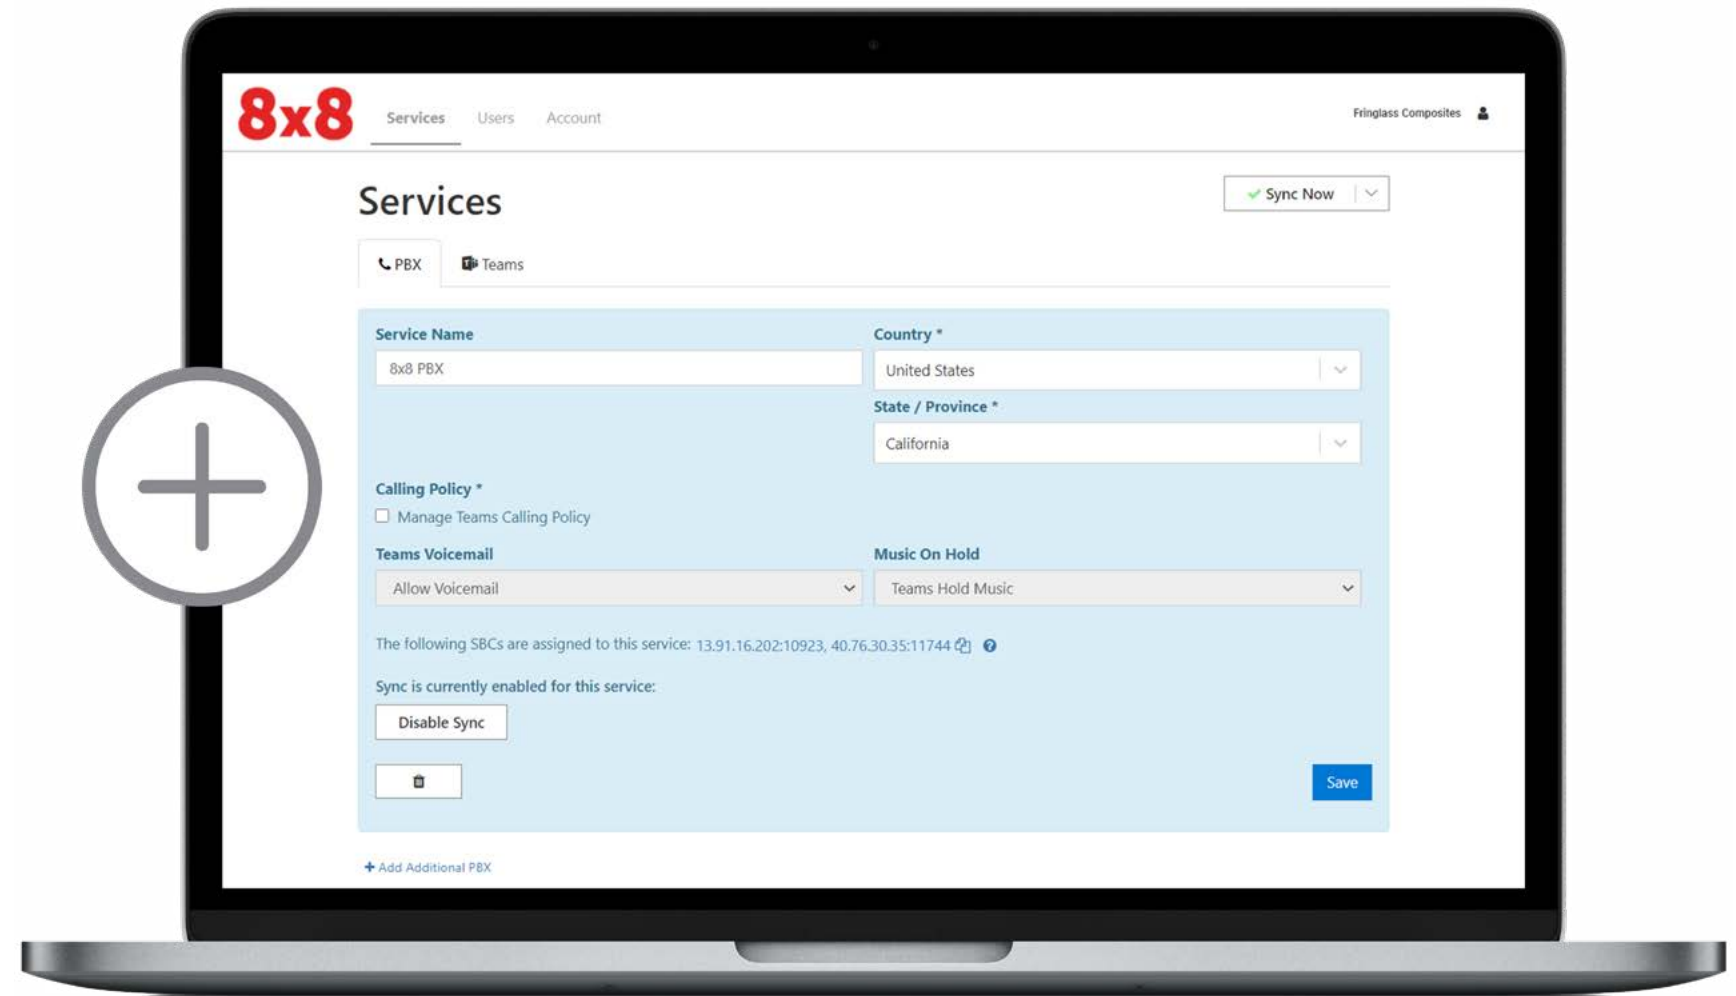 8x8 Services Users Account Fringlass Composites
Services
Sync Now
PBX Teams
Service Name Country *
8x8 PBX United States
State / Province *
California
Calling Policy *
Manage Teams Calling Policy
Teams Voicemail Music On Hold
Allow Voicemail Teams Hold Music
The following SBCs are assigned to this service: 13.91.16.202:10923, 40.76.30.35:11744
Sync is currently enabled for this service:
Disable Sync
Save
+ Add Additional PBX